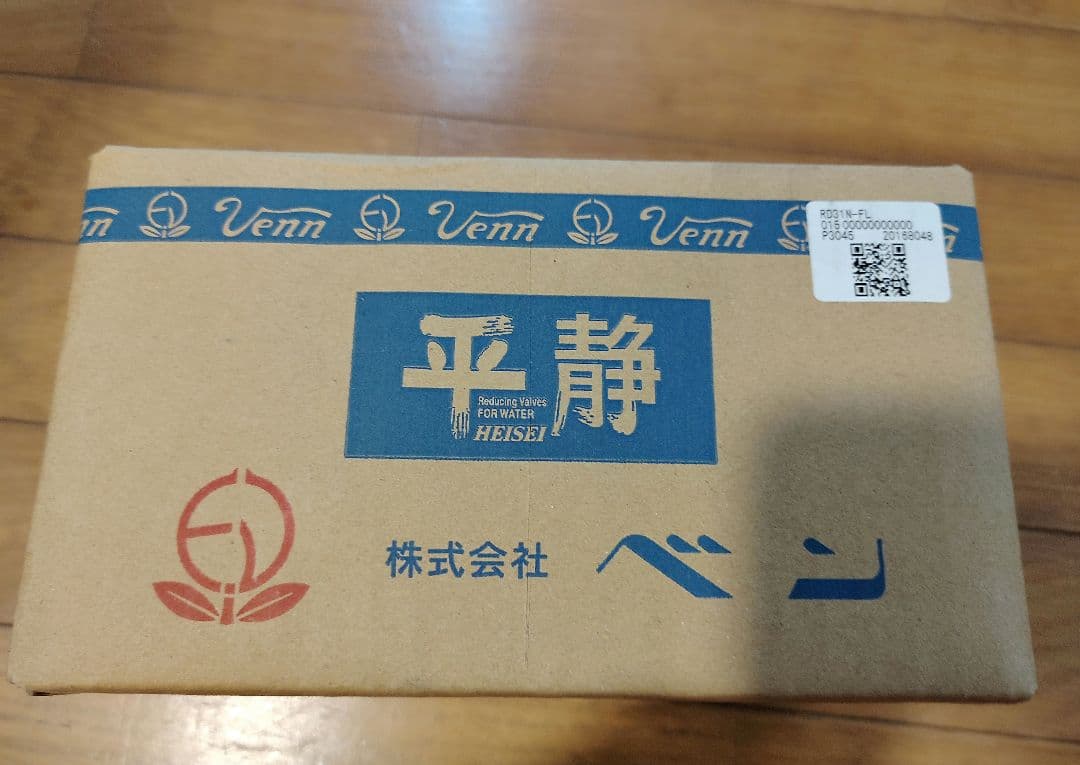 Venn Venn Venn
RD31N-FL
015 00000000000
P3045 20168048
平静
Reducing Valves
FOR WATER
HEISEI
株式会社 ベン